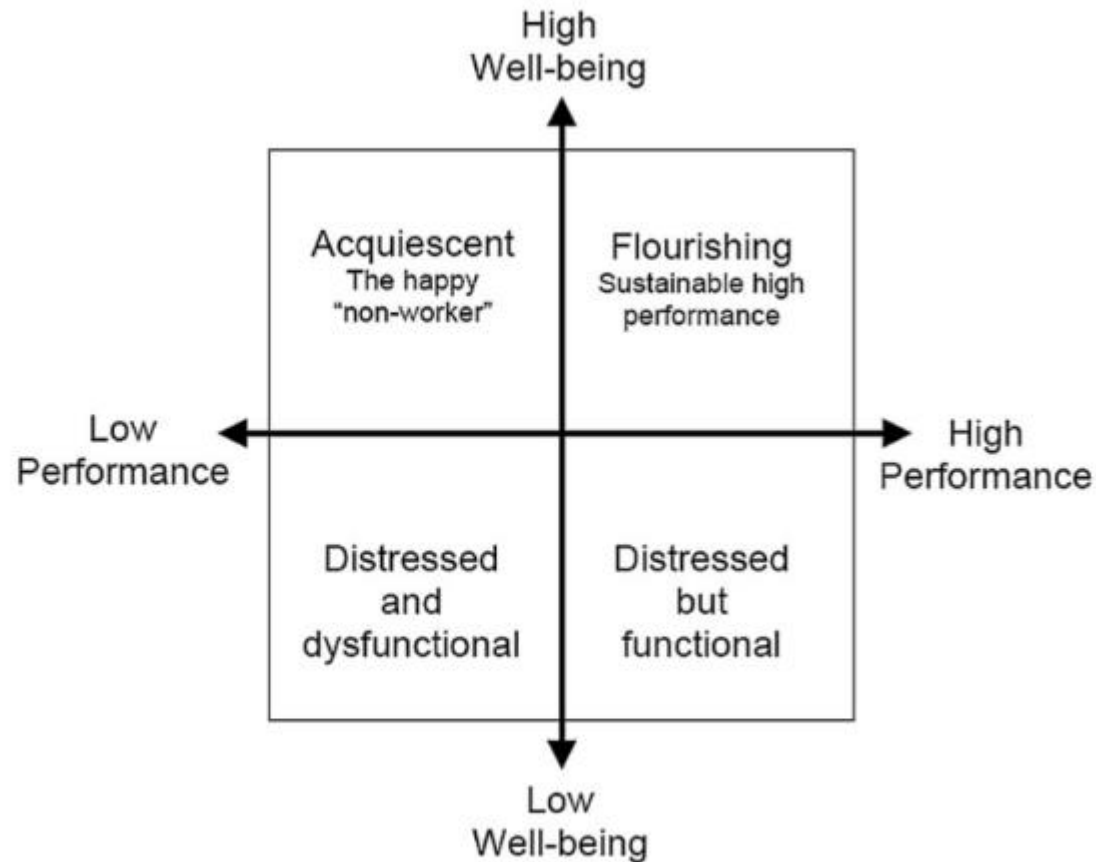 High
Well-being
Acquiescent
The happy
“non-worker”
Flourishing
Sustainable high
performance
Low
Performance
High
Performance
Distressed
and
dysfunctional
Distressed
but
functional
Low
Well-being